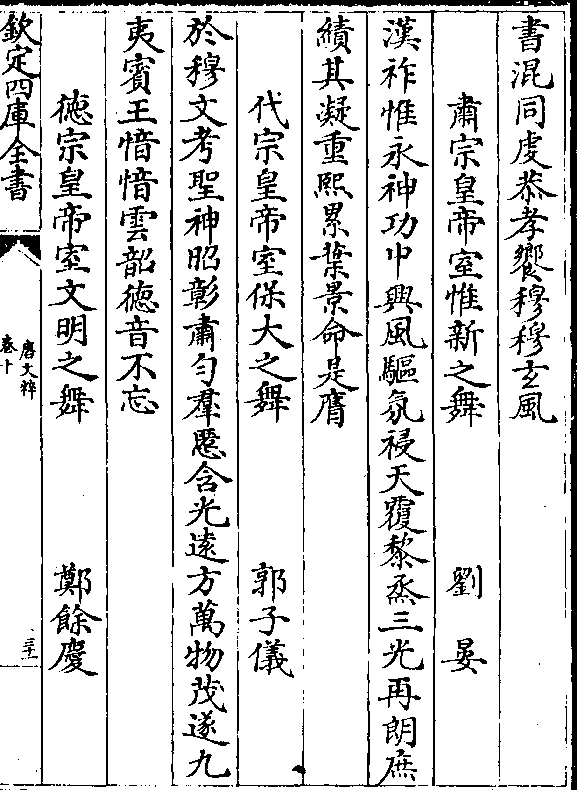 書混同虔恭孝饗穆穆玄風
肅宗皇帝室惟新之舞 劉晏
漢祚惟永神功中興風驅氛祲天覆黎烝三光再朗庶
績其凝重熙累葉景命是膺
代宗皇帝室保大之舞 郭子儀
於穆文考聖神昭彰肅勺羣慝含光遠方萬物茂遂九
夷賓王愔愔雲韶徳音不忘
徳宗皇帝室文明之舞 鄭餘慶
欽定四庫全書
唐文粹
卷十
三十